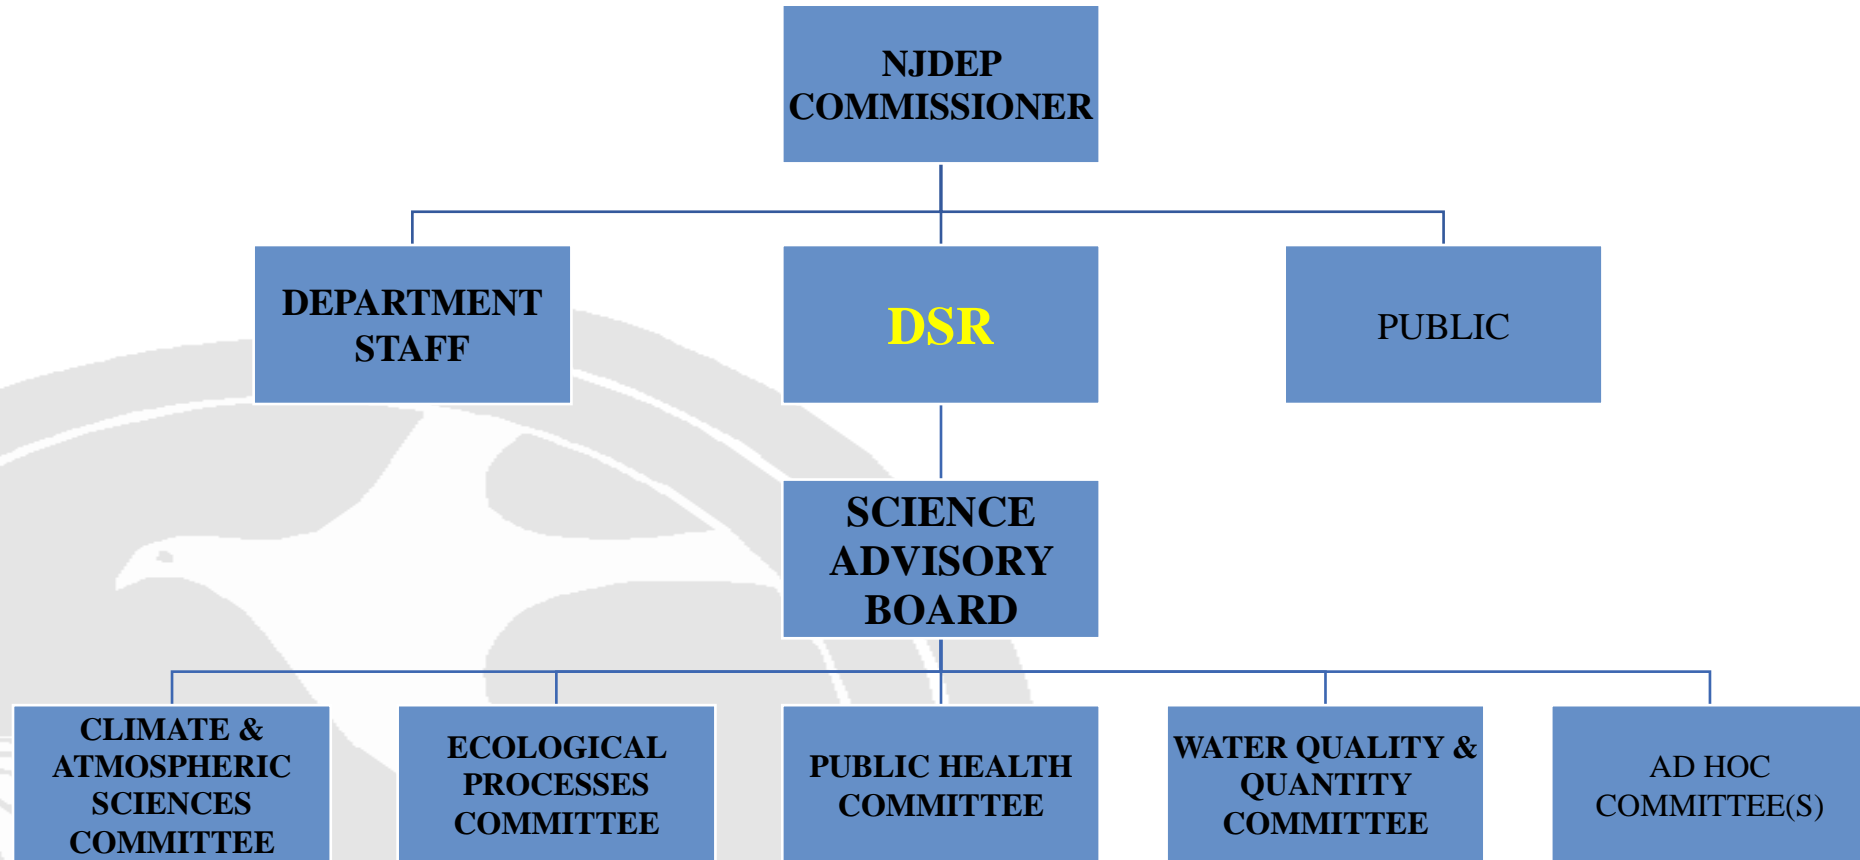 NJDEP
COMMISSIONER
DEPARTMENT
STAFF
DSR
PUBLIC
SCIENCE
ADVISORY
BOARD
CLIMATE &
ATMOSPHERIC
SCIENCES
COMMITTEE
ECOLOGICAL
PROCESSES
COMMITTEE
PUBLIC HEALTH
COMMITTEE
WATER QUALITY &
QUANTITY
COMMITTEE
AD HOC
COMMITTEE(S)